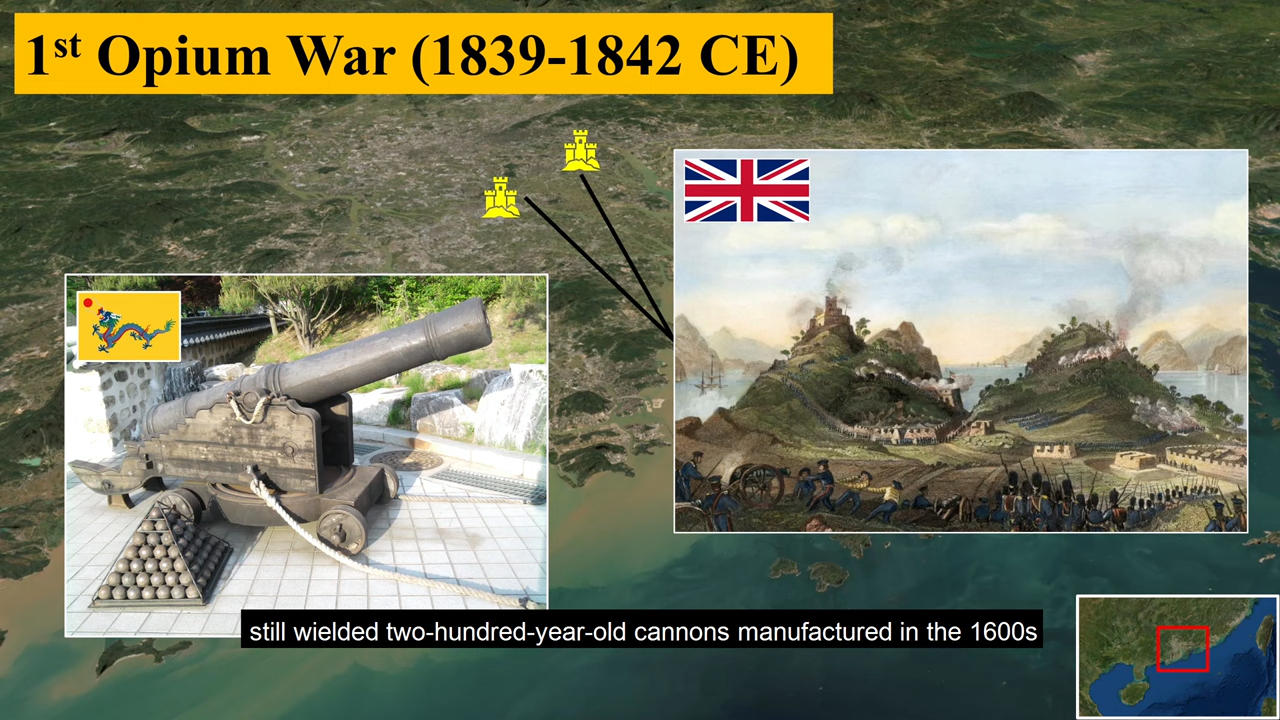 1st Opium War (1839-1842 CE)
still wielded two-hundred-year-old cannons manufactured in the 1600s